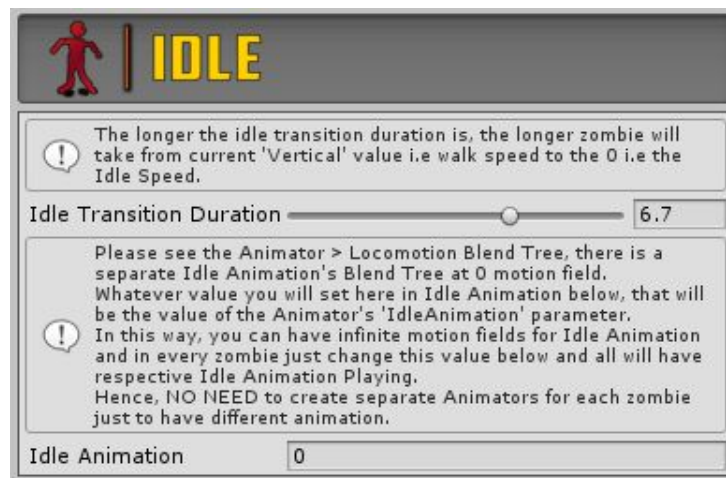 IDLE
The longer the idle transition duration is, the longer zombie will
take from current 'Vertical' value i.e walk speed to the 0 i.e the
Idle Speed.
Idle Transition Duration 6.7
Please see the Animator > Locomotion Blend Tree, there is a
separate Idle Animation's Blend Tree at 0 motion field.
Whatever value you will set here in Idle Animation below, that will
be the value of the Animator's 'IdleAnimation' parameter.
In this way, you can have infinite motion fields for Idle Animation
and in every zombie just change this value below and all will have
respective Idle Animation Playing.
Hence, NO NEED to create separate Animators for each zombie
just to have different animation.
Idle Animation 0